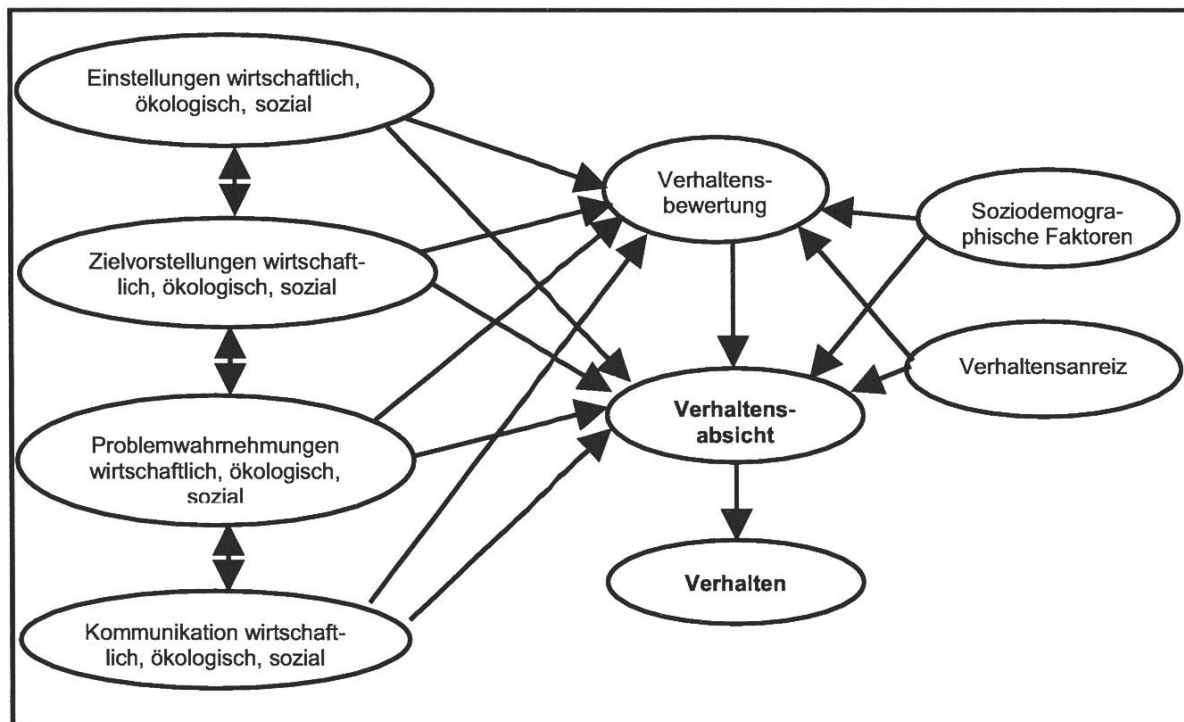 Einstellungen wirtschaftlich,
ökologisch, sozial
Zielvorstellungen wirtschaft-
lich, ökologisch, sozial
Problemwahrnehmungen
wirtschaftlich, ökologisch,
sozial
Kommunikation wirtschaft-
lich, ökologisch, sozial
Verhaltens-
bewertung
Verhaltens-
absicht
Verhalten
Soziodemogra-
phische Faktoren
Verhaltensanreiz